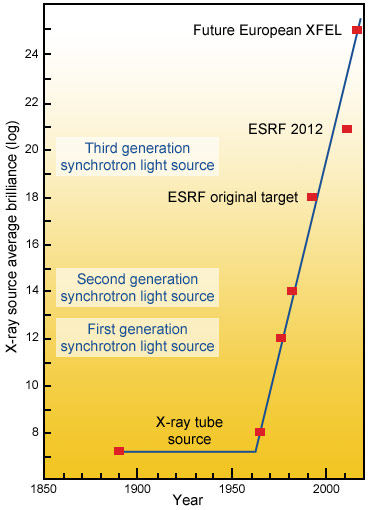 Future European XFEL
24
22
ESRF 2012
20
Third generation
synchrotron light source
ESRF original target
18
16
Second generation
synchrotron light source
14
First generation
synchrotron light source
12
10
X-ray tube
source
8
X-ray source average brilliance (log)
1850 1900 1950 2000
Year